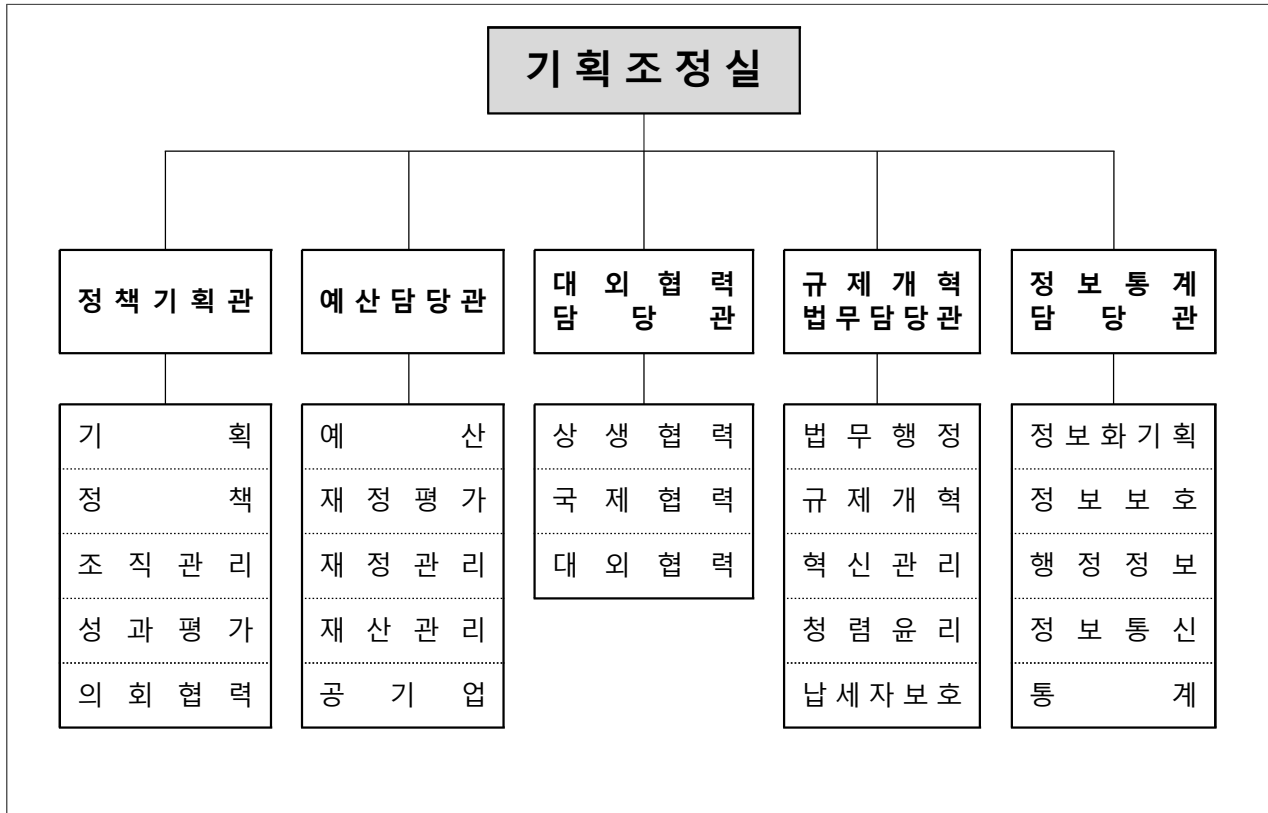 기획조정실
정책기획관
예산담당관
대외협력
담당관
규제개혁
법무담당관
정보통계
담당관
기획
정책
조직관리
성과평가
의회협력
예산
재정평가
재정관리
재산관리
공기업
상생협력
국제협력
대외협력
법무행정
규제개혁
혁신관리
청렴윤리
납세자보호
정보화기획
정보보호
행정정보
정보통신
통계